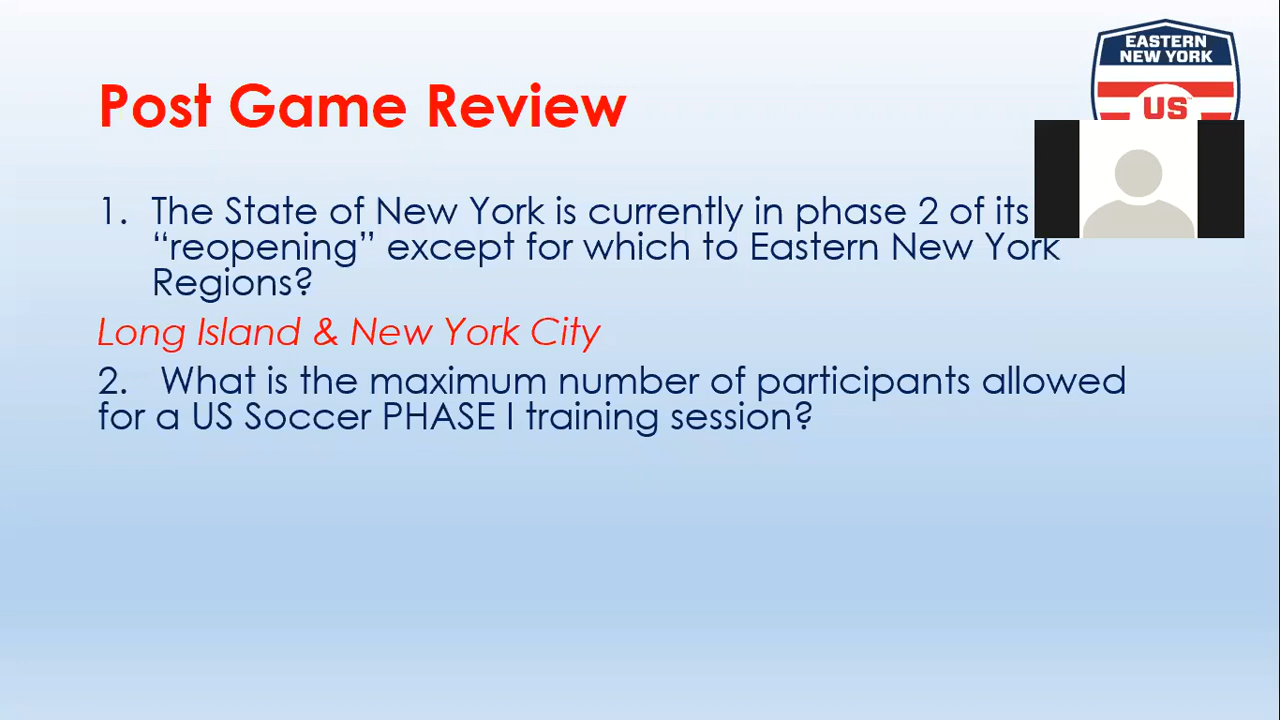 EASTERN
NEW YORK
US
Post Game Review
1. The State of New York is currently in phase 2 of its
“reopening” except for which to Eastern New York
Regions?
Long Island & New York City
2. What is the maximum number of participants allowed
for a US Soccer PHASE I training session?